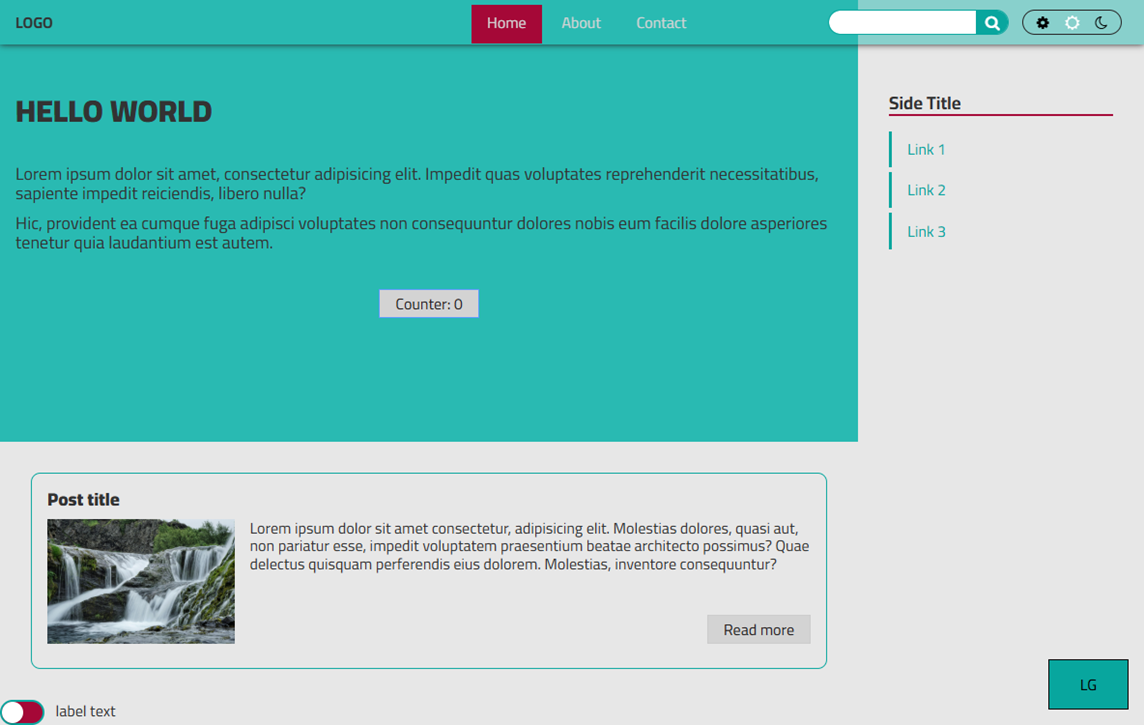 LOGO
Home
About
Contact
HELLO WORLD
Lorem ipsum dolor sit amet, consectetur adipisicing elit. Impedit quas voluptates reprehenderit necessitatibus,
sapiente impedit reiciendis, libero nulla?
Hic, provident ea cumque fuga adipisci voluptates non consequuntur dolores nobis eum facilis dolore asperiores
tenetur quia laudantium est autem.
Counter: 0
Side Title
Link 1
Link 2
Link 3
Post title
Lorem ipsum dolor sit amet consectetur, adipisicing elit. Molestias dolores, quasi aut,
non pariatur esse, impedit voluptatem praesentium beatae architecto possimus? Quae
delectus quisquam perferendis eius dolorem. Molestias, inventore consequuntur?
Read more
LG
label text